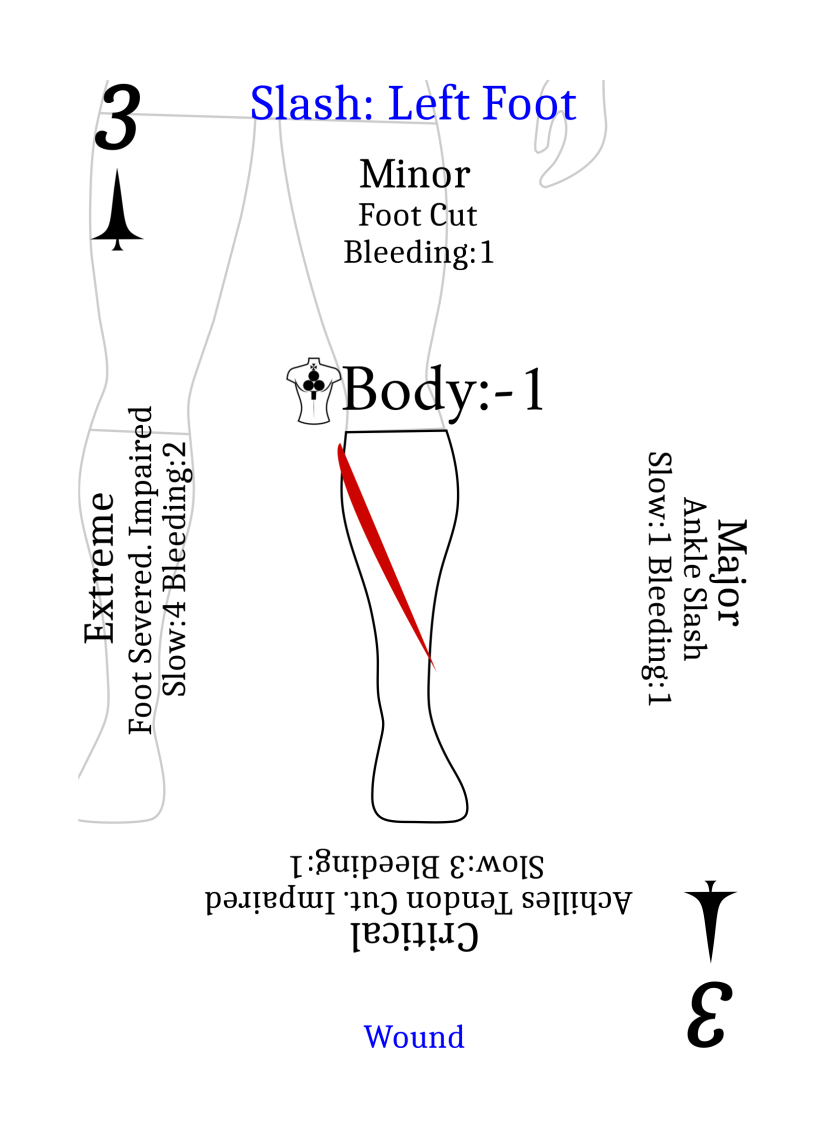 3
Slash: Left Foot
Minor
Foot Cut
Bleeding:1
Body:-1
Extreme
Foot Severed. Impaired
Slow:4 Bleeding:2
Major
Ankle Slash
Slow:1 Bleeding:1
Critical
Achilles Tendon Cut. Impaired
Slow:3 Bleeding:1
3
Wound